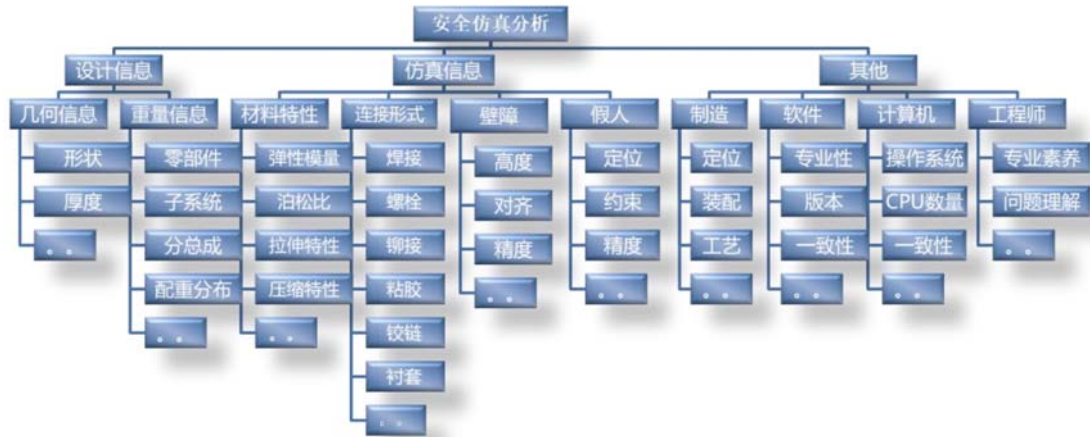 安全仿真分析
设计信息
仿真信息
其他
几何信息
重量信息
材料特性
连接形式
壁障
假人
制造
软件
计算机
工程师
形状
厚度
。。
零部件
子系统
分总成
配重分布
。。
弹性模量
泊松比
拉伸特性
压缩特性
。。
焊接
螺栓
铆接
粘胶
铰链
衬套
。。
高度
对齐
精度
。。
定位
约束
精度
。。
定位
装配
工艺
。。
专业性
版本
一致性
。。
操作系统
CPU数量
一致性
。。
专业素养
问题理解
。。